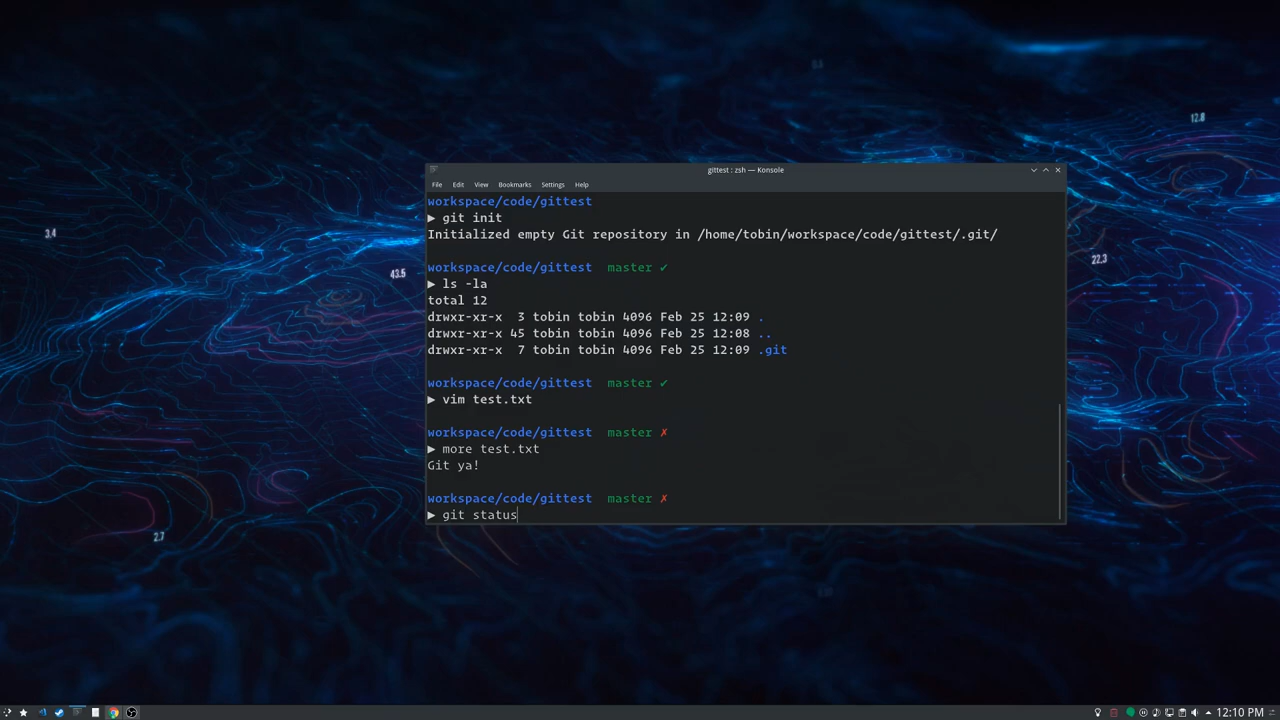 gittest : zsh — Konsole
File Edit View Bookmarks Settings Help
workspace/code/gittest
▶ git init
Initialized empty Git repository in /home/tobin/workspace/code/gittest/.git/
workspace/code/gittest master ✔
▶ ls -la
total 12
drwxr-xr-x 3 tobin tobin 4096 Feb 25 12:09 .
drwxr-xr-x 45 tobin tobin 4096 Feb 25 12:08 ..
drwxr-xr-x 7 tobin tobin 4096 Feb 25 12:09 .git
workspace/code/gittest master ✔
▶ vim test.txt
workspace/code/gittest master ✗
▶ more test.txt
Git ya!
workspace/code/gittest master ✗
▶ git status
12.8
3.4
43.5
22.3
2.7
12:10 PM